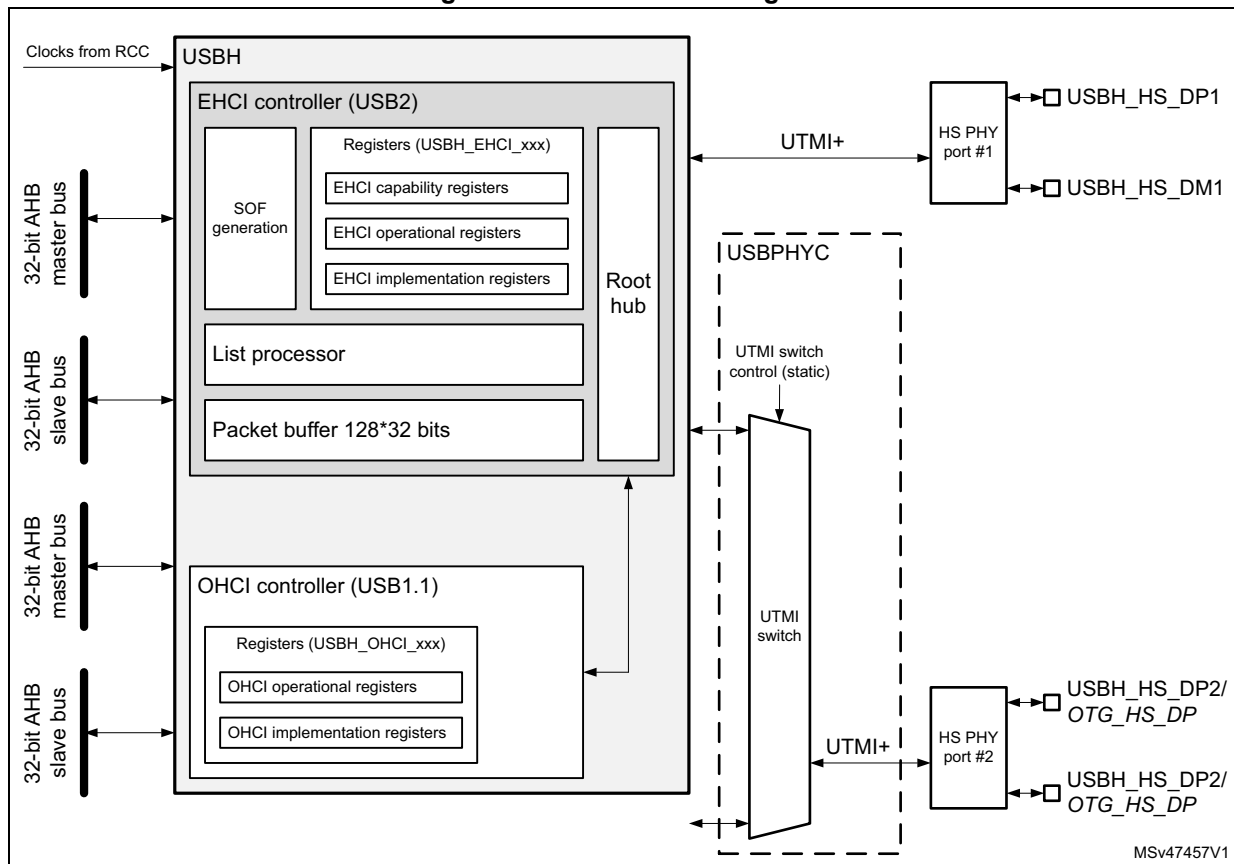 Clocks from RCC
USBH
EHCI controller (USB2)
SOF
generation
Registers (USBH_EHCI_xxx)
EHCI capability registers
EHCI operational registers
EHCI implementation registers
Root
hub
List processor
Packet buffer 128*32 bits
OHCI controller (USB1.1)
Registers (USBH_OHCI_xxx)
OHCI operational registers
OHCI implementation registers
32-bit AHB
master bus
32-bit AHB
slave bus
32-bit AHB
master bus
32-bit AHB
slave bus
UTMI+
HS PHY
port #1
USBH_HS_DP1
USBH_HS_DM1
USBPHYC
UTMI switch
control (static)
UTMI
switch
UTMI+
HS PHY
port #2
USBH_HS_DP2/
OTG_HS_DP
USBH_HS_DP2/
OTG_HS_DP
MSv47457V1